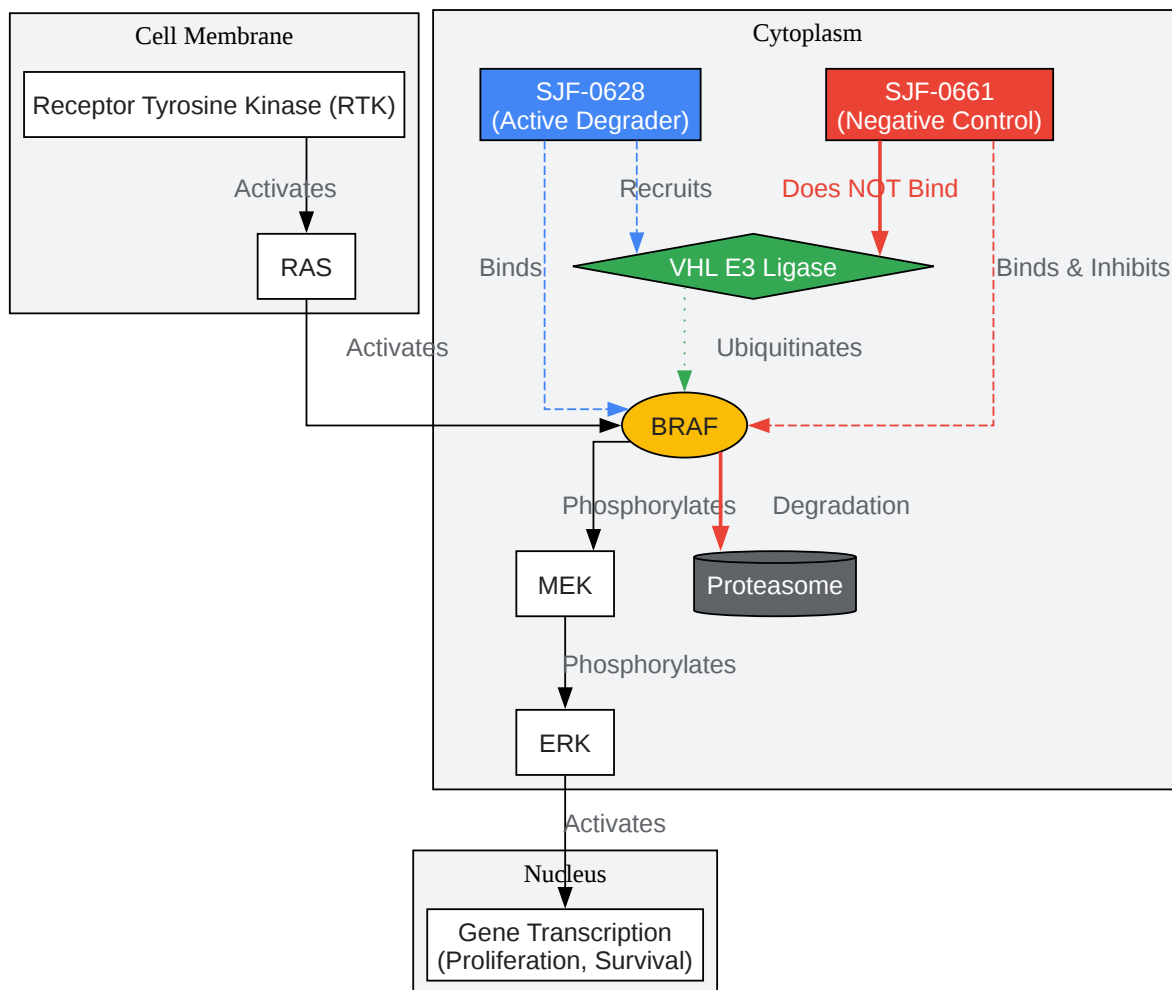 Cell Membrane
Receptor Tyrosine Kinase (RTK)
Activates
RAS
Activates
Cytoplasm
SJF-0628
(Active Degrader)
SJF-0661
(Negative Control)
Recruits
Does NOT Bind
Binds
VHL E3 Ligase
Binds & Inhibits
Ubiquitinates
BRAF
Phosphorylates
Degradation
MEK
Proteasome
Phosphorylates
ERK
Activates
Nucleus
Gene Transcription
(Proliferation, Survival)